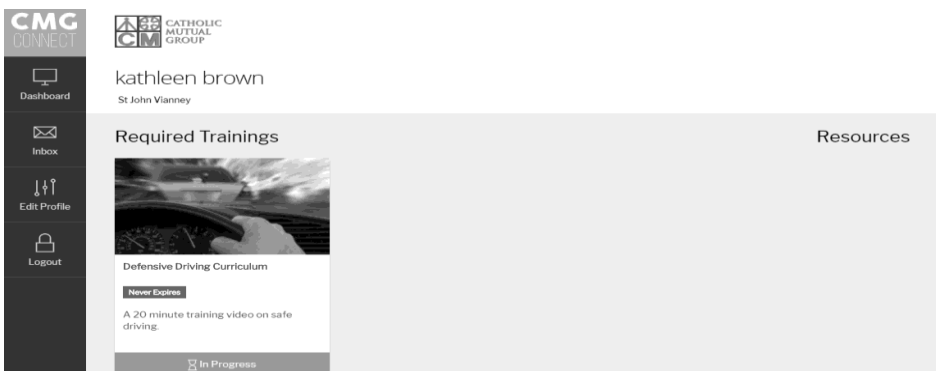 CMG
CONNECT
CATHOLIC
MUTUAL
CM GROUP
kathleen brown
St John Vianney
Dashboard
Inbox
Edit Profile
Logout
Required Trainings
Resources
Defensive Driving Curriculum
Never Expires
A 20 minute training video on safe
driving.
In Progress